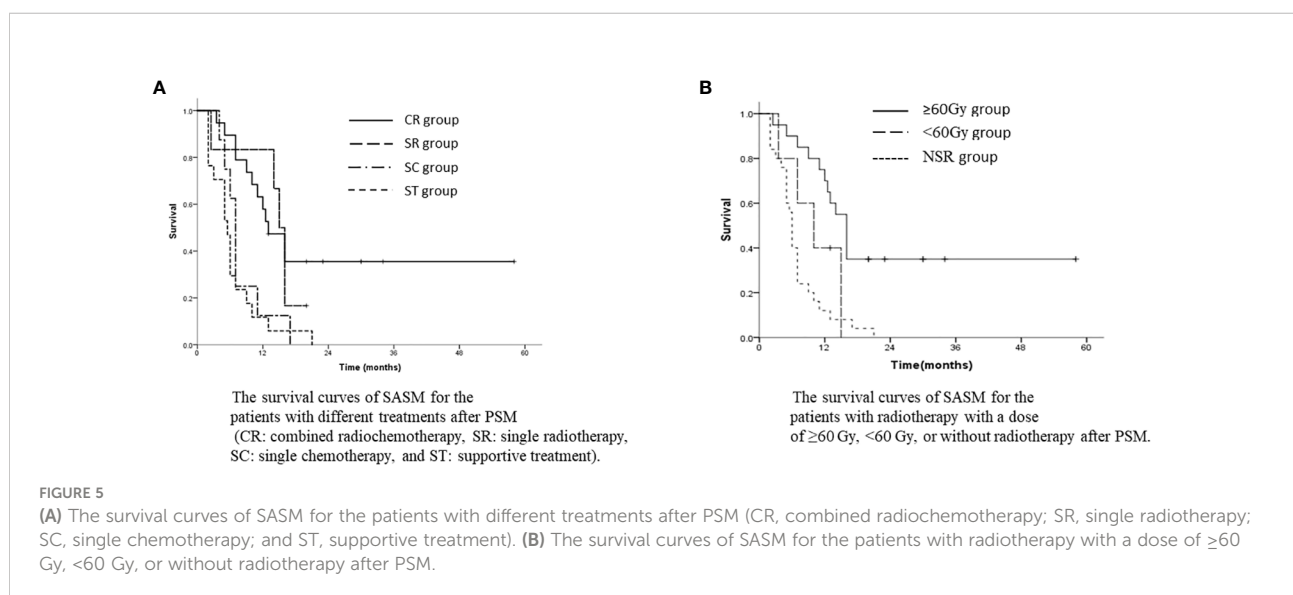 A
1.0
0.8
0.6
0.4
0.2
0.0
Survival
0
12
24
36
48
60
Time (months)
CR group
SR group
SC group
ST group
The survival curves of SASM for the
patients with different treatments after PSM
(CR: combined radiochemotherapy, SR: single radiotherapy,
SC: single chemotherapy, and ST: supportive treatment).
B
1.0
0.8
0.6
0.4
0.2
0.0
Survival
0
12
24
36
48
60
Time(months)
≥60Gy group
<60Gy group
NSR group
The survival curves of SASM for the
patients with radiotherapy with a dose
of ≥60 Gy, <60 Gy, or without radiotherapy after PSM.
FIGURE 5
(A) The survival curves of SASM for the patients with different treatments after PSM (CR, combined radiochemotherapy; SR, single radiotherapy;
SC, single chemotherapy; and ST, supportive treatment). (B) The survival curves of SASM for the patients with radiotherapy with a dose of ≥60
Gy, <60 Gy, or without radiotherapy after PSM.